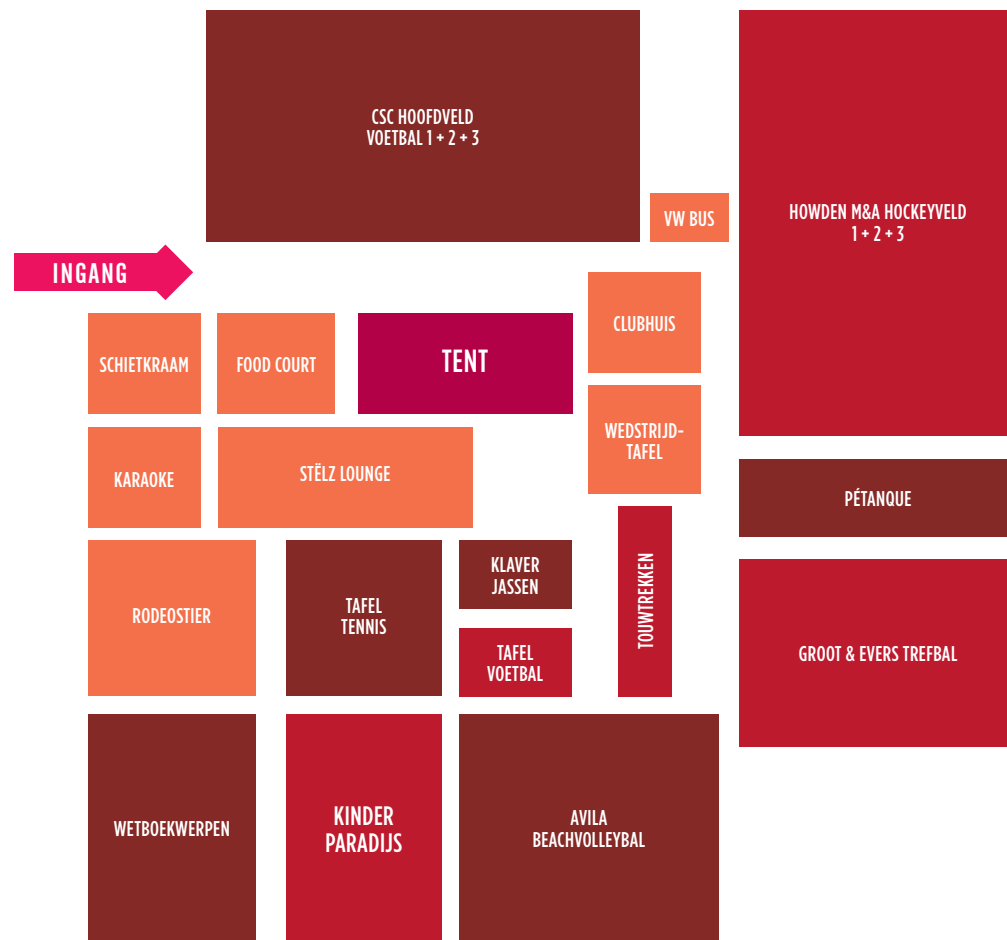 CSC HOOFDVELD
VOETBAL 1 + 2 + 3
HOWDEN M&A HOCKEYVELD
1 + 2 + 3
VW BUS
INGANG
CLUBHUIS
SCHIETKRAAM
FOOD COURT
TENT
WEDSTRIJD-
TAFEL
KARAOKE
STËLZ LOUNGE
PÉTANQUE
RODEOSTIER
TAFEL
TENNIS
KLAVER
JASSEN
TAFEL
VOETBAL
TOUWTREKKEN
GROOT & EVERS TREFBAL
WETBOEKWERPEN
KINDER
PARADIJS
AVILA
BEACHVOLLEYBAL